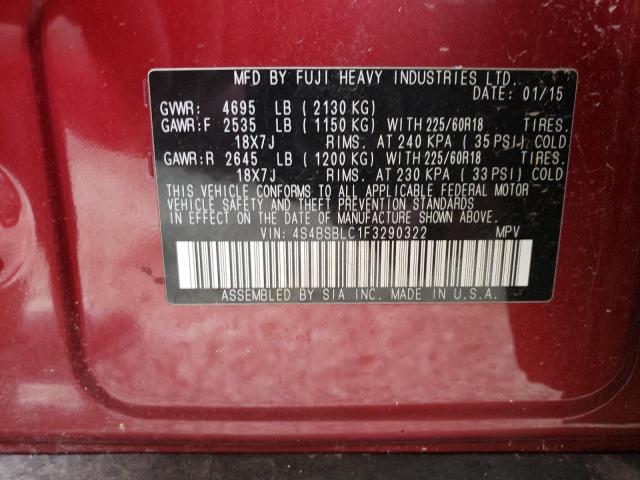 MFD BY FUJI HEAVY INDUSTRIES LTD.
DATE: 01/15
GVWR: 4695 LB (2130 KG)
GAWR:F 2535 LB (1150 KG) WITH 225/60R18 TIRES.
18X7J RIMS. AT 240 KPA (35 PSI) COLD
GAWR:R 2645 LB (1200 KG) WITH 225/60R18 TIRES.
18X7J RIMS. AT 230 KPA (33 PSI) COLD
THIS VEHICLE CONFORMS TO ALL APPLICABLE FEDERAL MOTOR
VEHICLE SAFETY AND THEFT PREVENTION STANDARDS
IN EFFECT ON THE DATE OF MANUFACTURE SHOWN ABOVE.
VIN: 4S4BSBLC1F3290322 MPV
ASSEMBLED BY SIA INC. MADE IN U.S.A.